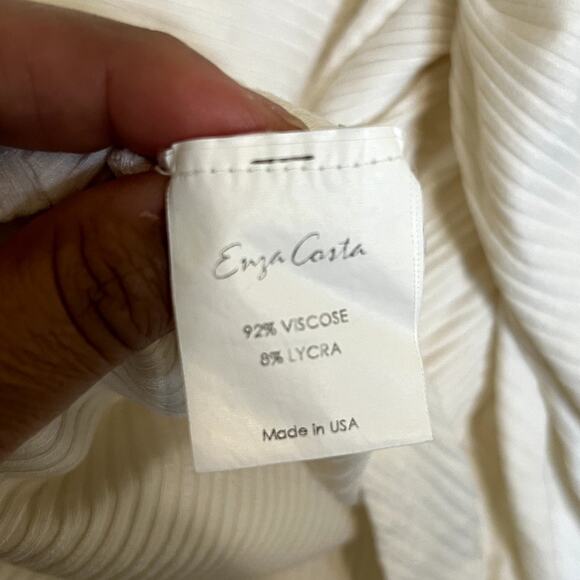 Enza Costa
92% VISCOSE
8% LYCRA
Made in USA